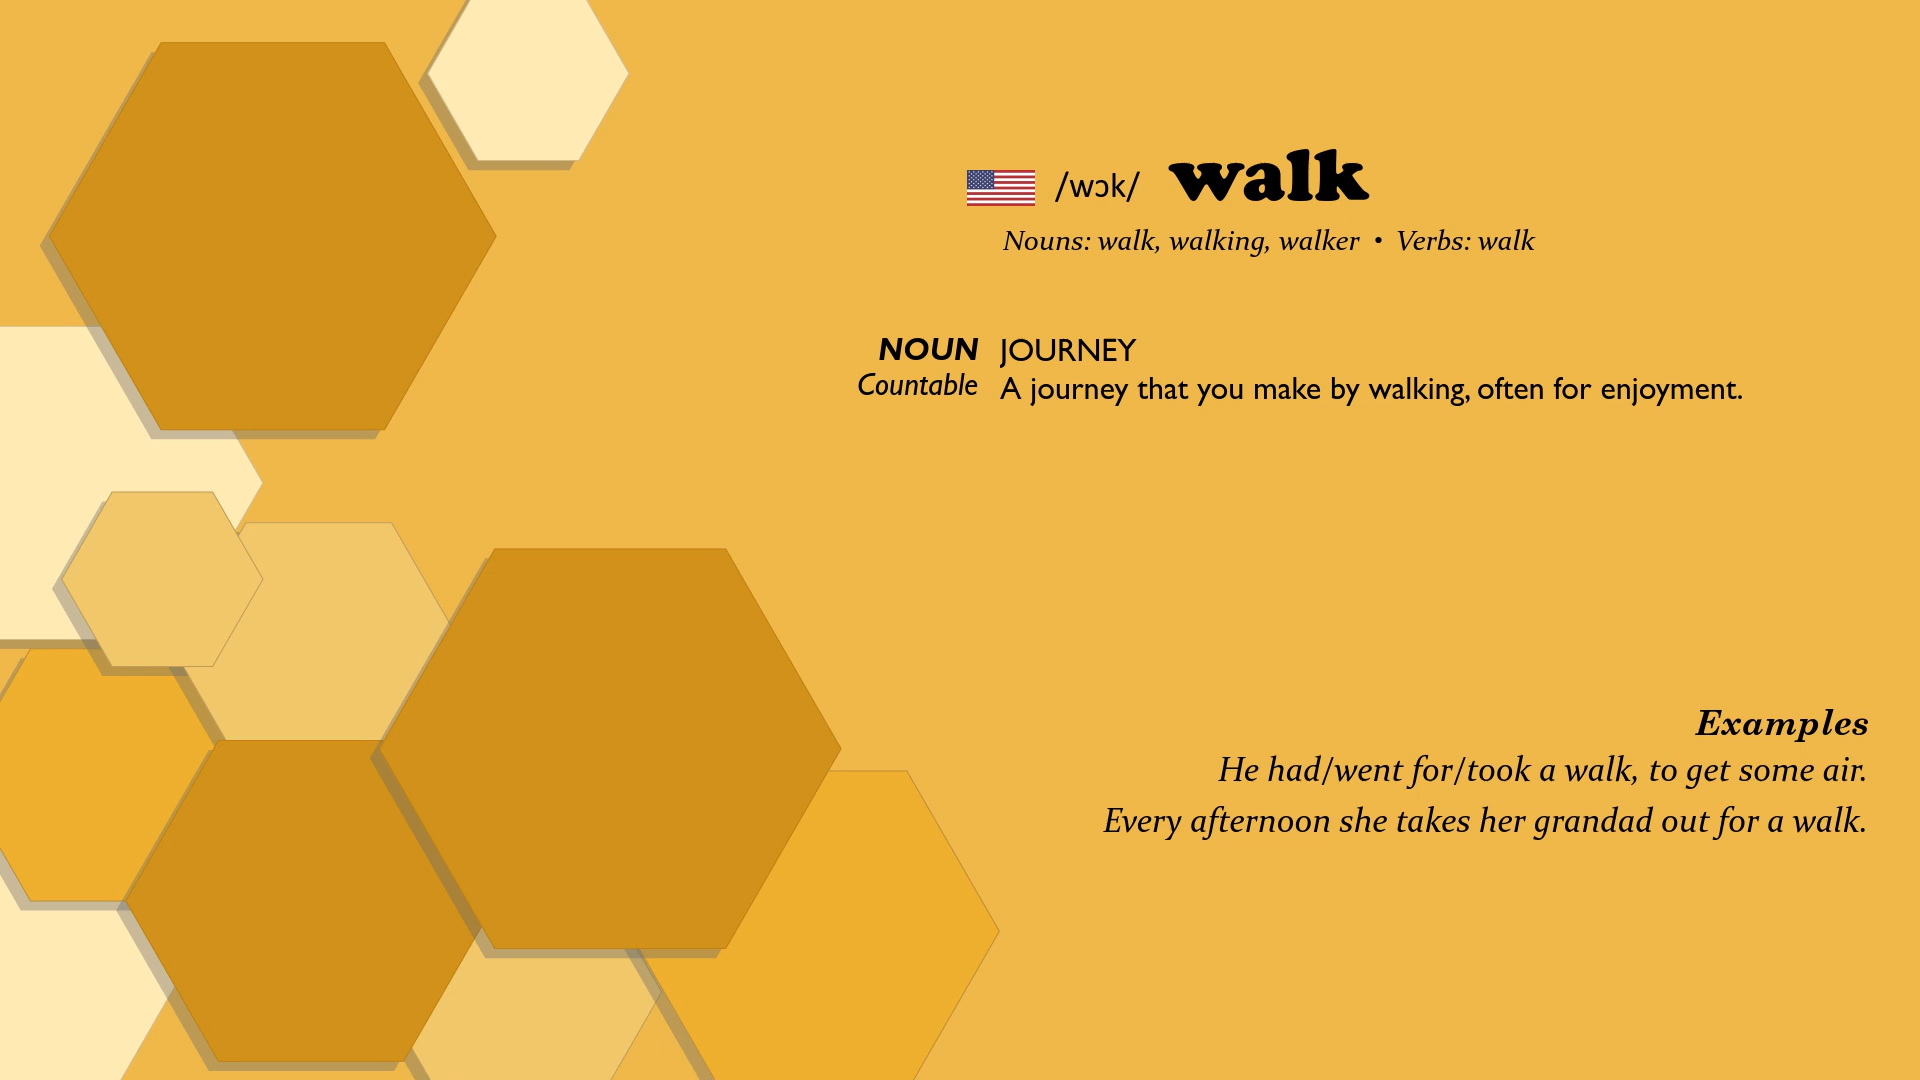 /wɔk/ walk
Nouns: walk, walking, walker • Verbs: walk
NOUN JOURNEY
Countable A journey that you make by walking, often for enjoyment.
Examples
He had/went for/took a walk, to get some air.
Every afternoon she takes her grandad out for a walk.